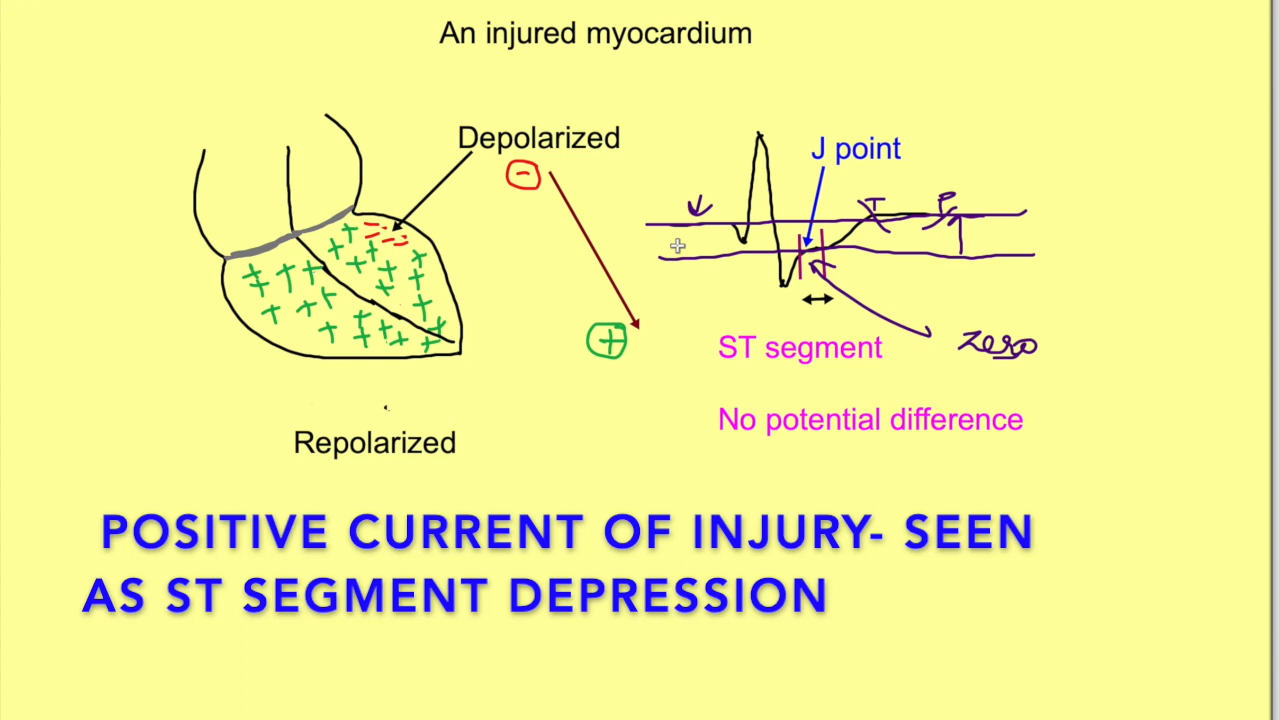 An injured myocardium
Depolarized
-
J point
T
P
+
ST segment
zero
No potential difference
Repolarized
POSITIVE CURRENT OF INJURY- SEEN
AS ST SEGMENT DEPRESSION